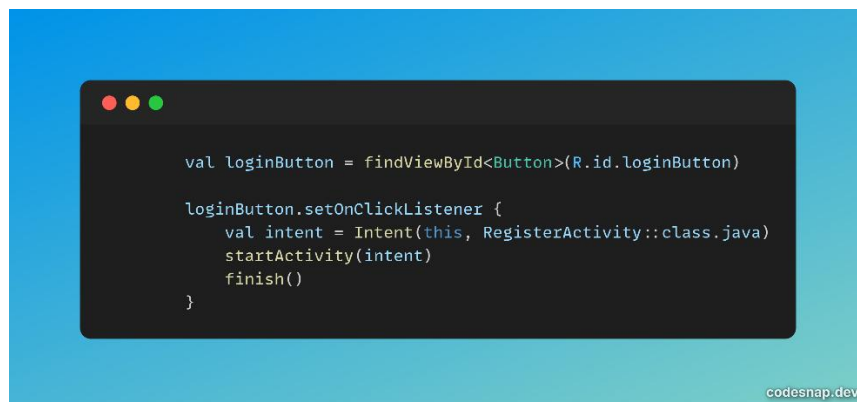 val loginButton = findViewById<Button>(R.id.loginButton)
loginButton.setOnClickListener {
val intent = Intent(this, RegisterActivity::class.java)
startActivity(intent)
finish()
}
codesnap.dev